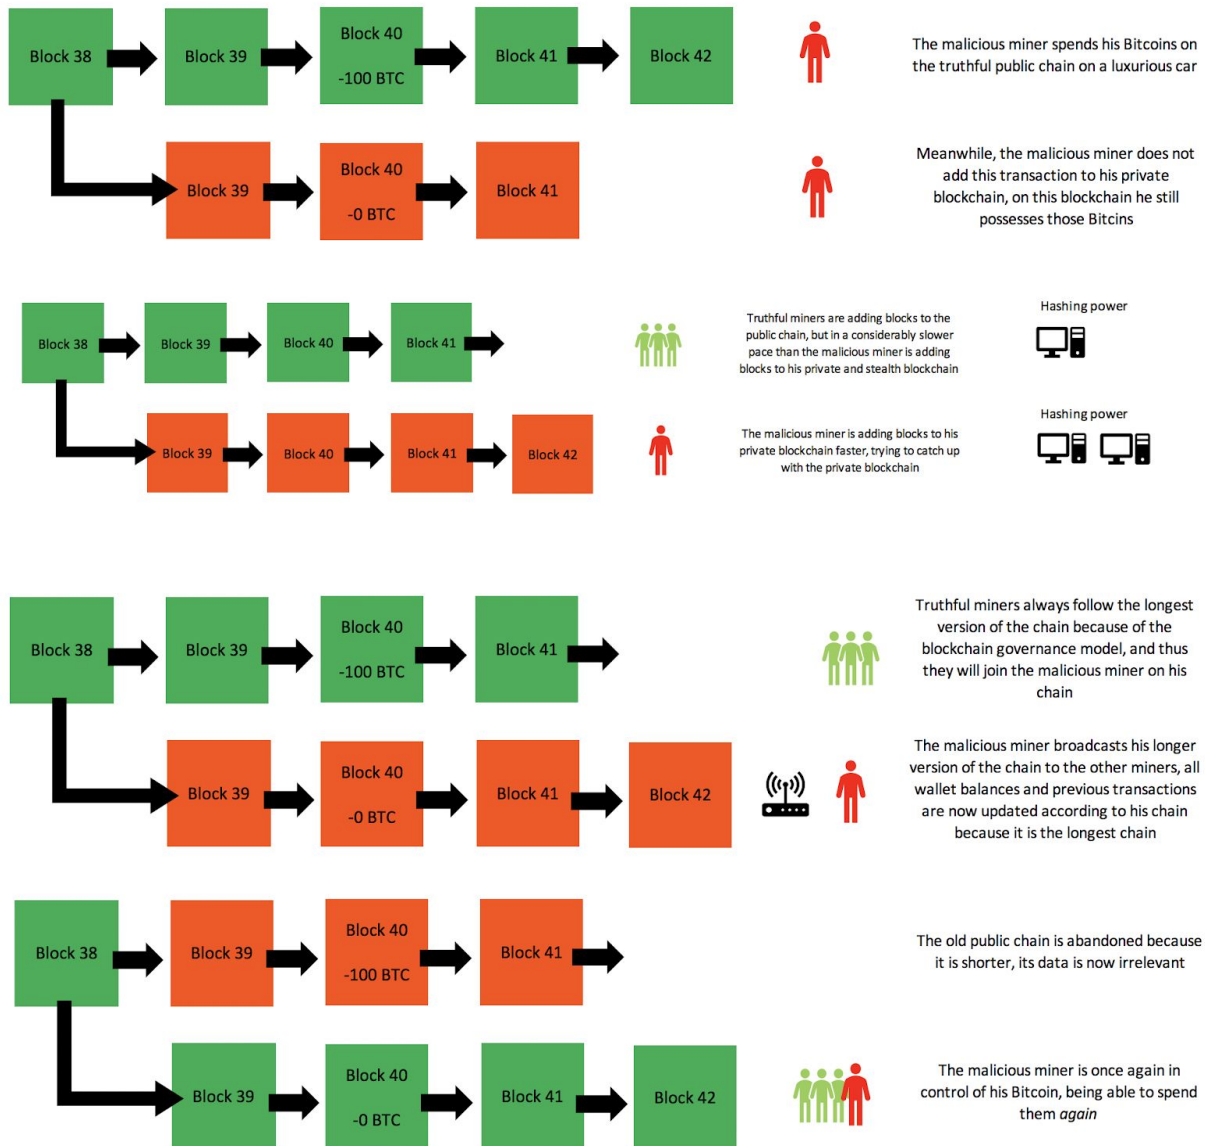 Block 38
Block 39
Block 40
-100 BTC
Block 41
Block 42
The malicious miner spends his Bitcoins on
the truthful public chain on a luxurious car
Block 39
Block 40
-0 BTC
Block 41
Meanwhile, the malicious miner does not
add this transaction to his private
blockchain, on this blockchain he still
possesses those Bitcins
Block 38
Block 39
Block 40
Block 41
Truthful miners are adding blocks to the
public chain, but in a considerably slower
pace than the malicious miner is adding
blocks to his private and stealth blockchain
Hashing power
Block 39
Block 40
Block 41
Block 42
The malicious miner is adding blocks to his
private blockchain faster, trying to catch up
with the private blockchain
Hashing power
Block 38
Block 39
Block 40
-100 BTC
Block 41
Truthful miners always follow the longest
version of the chain because of the
blockchain governance model, and thus
they will join the malicious miner on his
chain
Block 39
Block 40
-0 BTC
Block 41
Block 42
The malicious miner broadcasts his longer
version of the chain to the other miners, all
wallet balances and previous transactions
are now updated according to his chain
because it is the longest chain
Block 38
Block 39
Block 40
-100 BTC
Block 41
The old public chain is abandoned because
it is shorter, its data is now irrelevant
Block 39
Block 40
-0 BTC
Block 41
Block 42
The malicious miner is once again in
control of his Bitcoin, being able to spend
them again